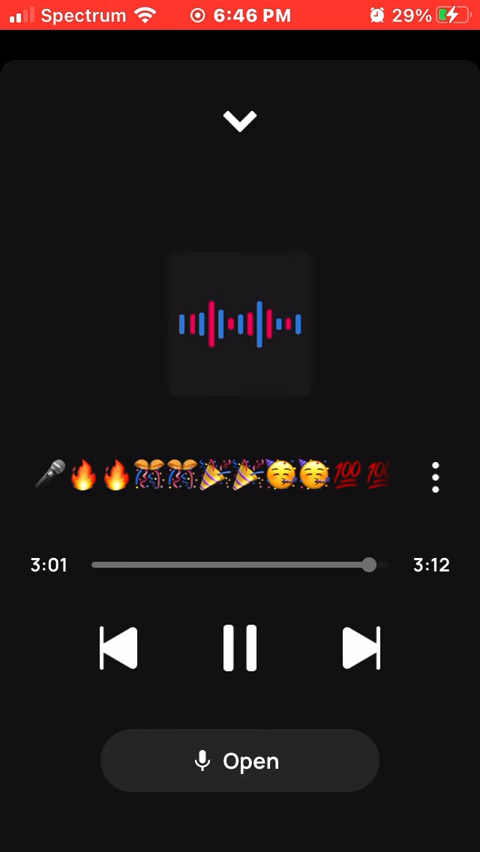 Spectrum 6:46 PM 29%
🎤🔥🔥🎊🎊🎉🎉🥳🥳💯💯
3:01 3:12
Open